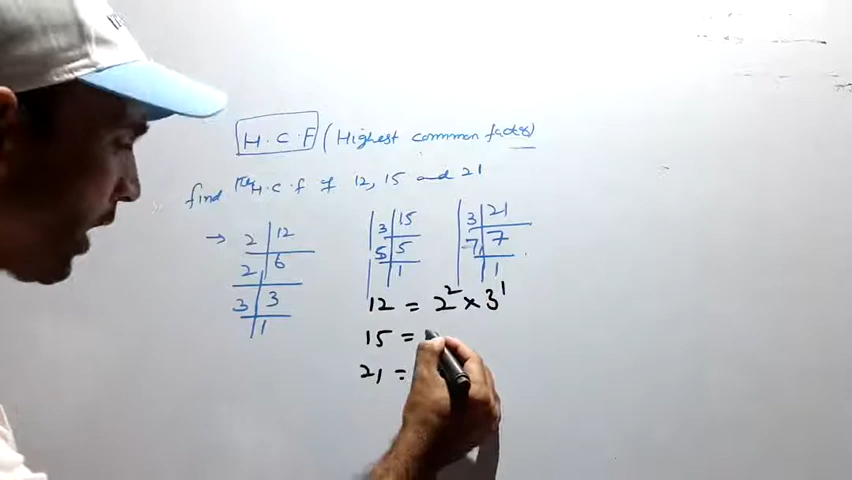 H.C.F (Highest common factor)
find the H.C.f of 12, 15 and 21
→ 2 12 3 15 3 21
2 6 5 5 7 7
3 3 1 1
1
12 = 2² × 3¹
15 =
21 =